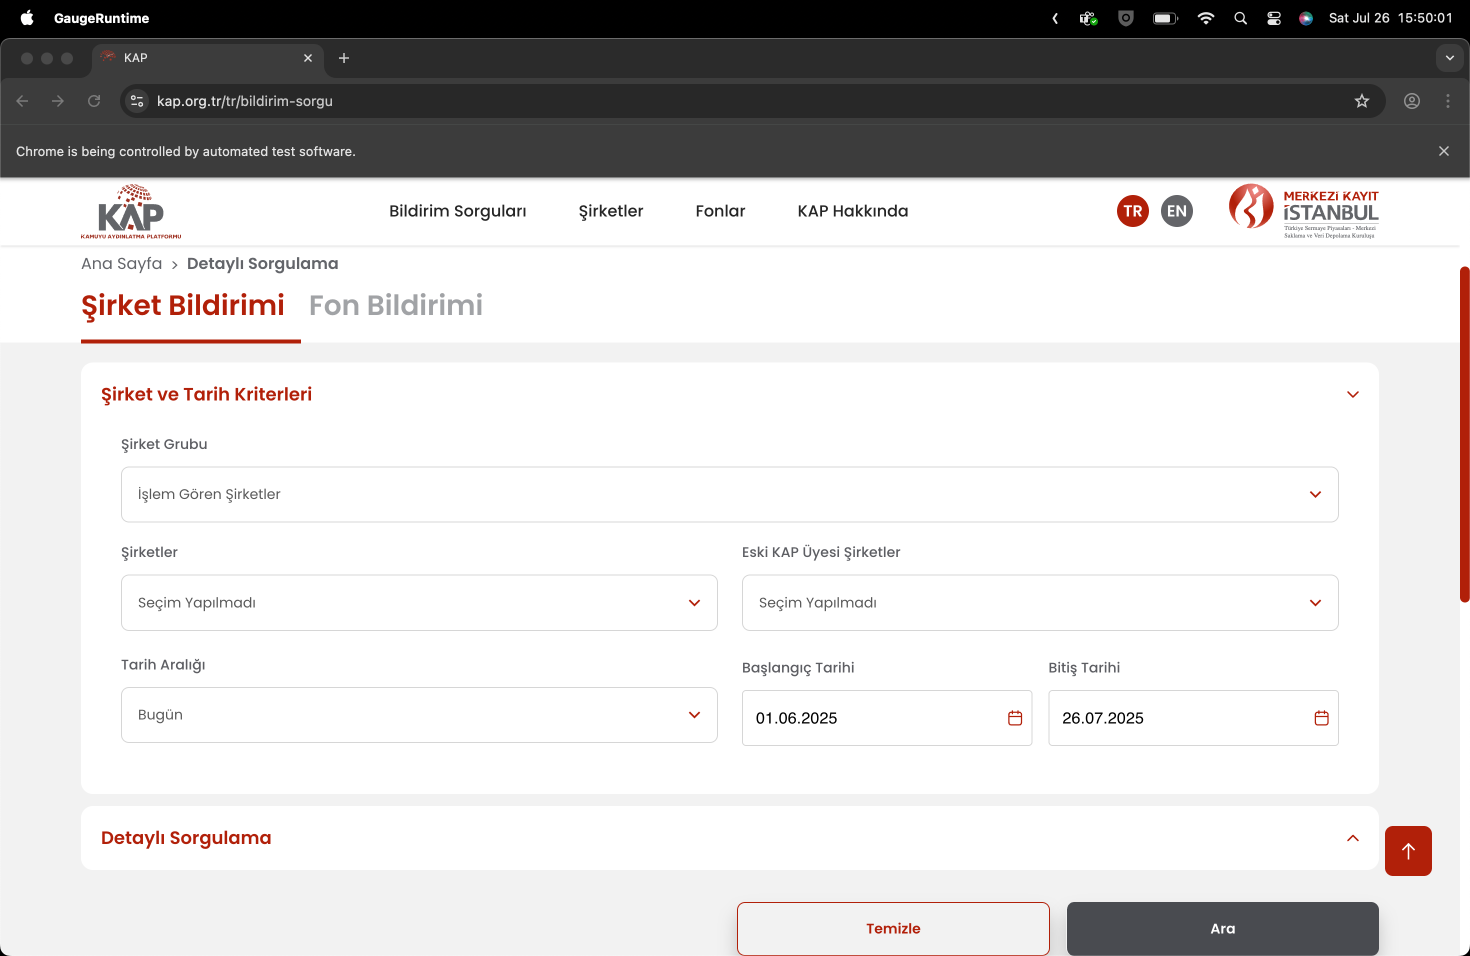 GaugeRuntime
Sat Jul 26 15:50:01
KAP
kap.org.tr/tr/bildirim-sorgu
Chrome is being controlled by automated test software.
KAP
KAMUYU AYDINLATMA PLATFORMU
Bildirim Sorguları
Şirketler
Fonlar
KAP Hakkında
TR
EN
MERKEZİ KAYIT
İSTANBUL
Türkiye Sermaye Piyasaları - Merkezi
Saklama ve Veri Depolama Kuruluşu
Ana Sayfa > Detaylı Sorgulama
Şirket Bildirimi
Fon Bildirimi
Şirket ve Tarih Kriterleri
Şirket Grubu
İşlem Gören Şirketler
Şirketler
Eski KAP Üyesi Şirketler
Seçim Yapılmadı
Seçim Yapılmadı
Tarih Aralığı
Başlangıç Tarihi
Bitiş Tarihi
Bugün
01.06.2025
26.07.2025
Detaylı Sorgulama
Temizle
Ara